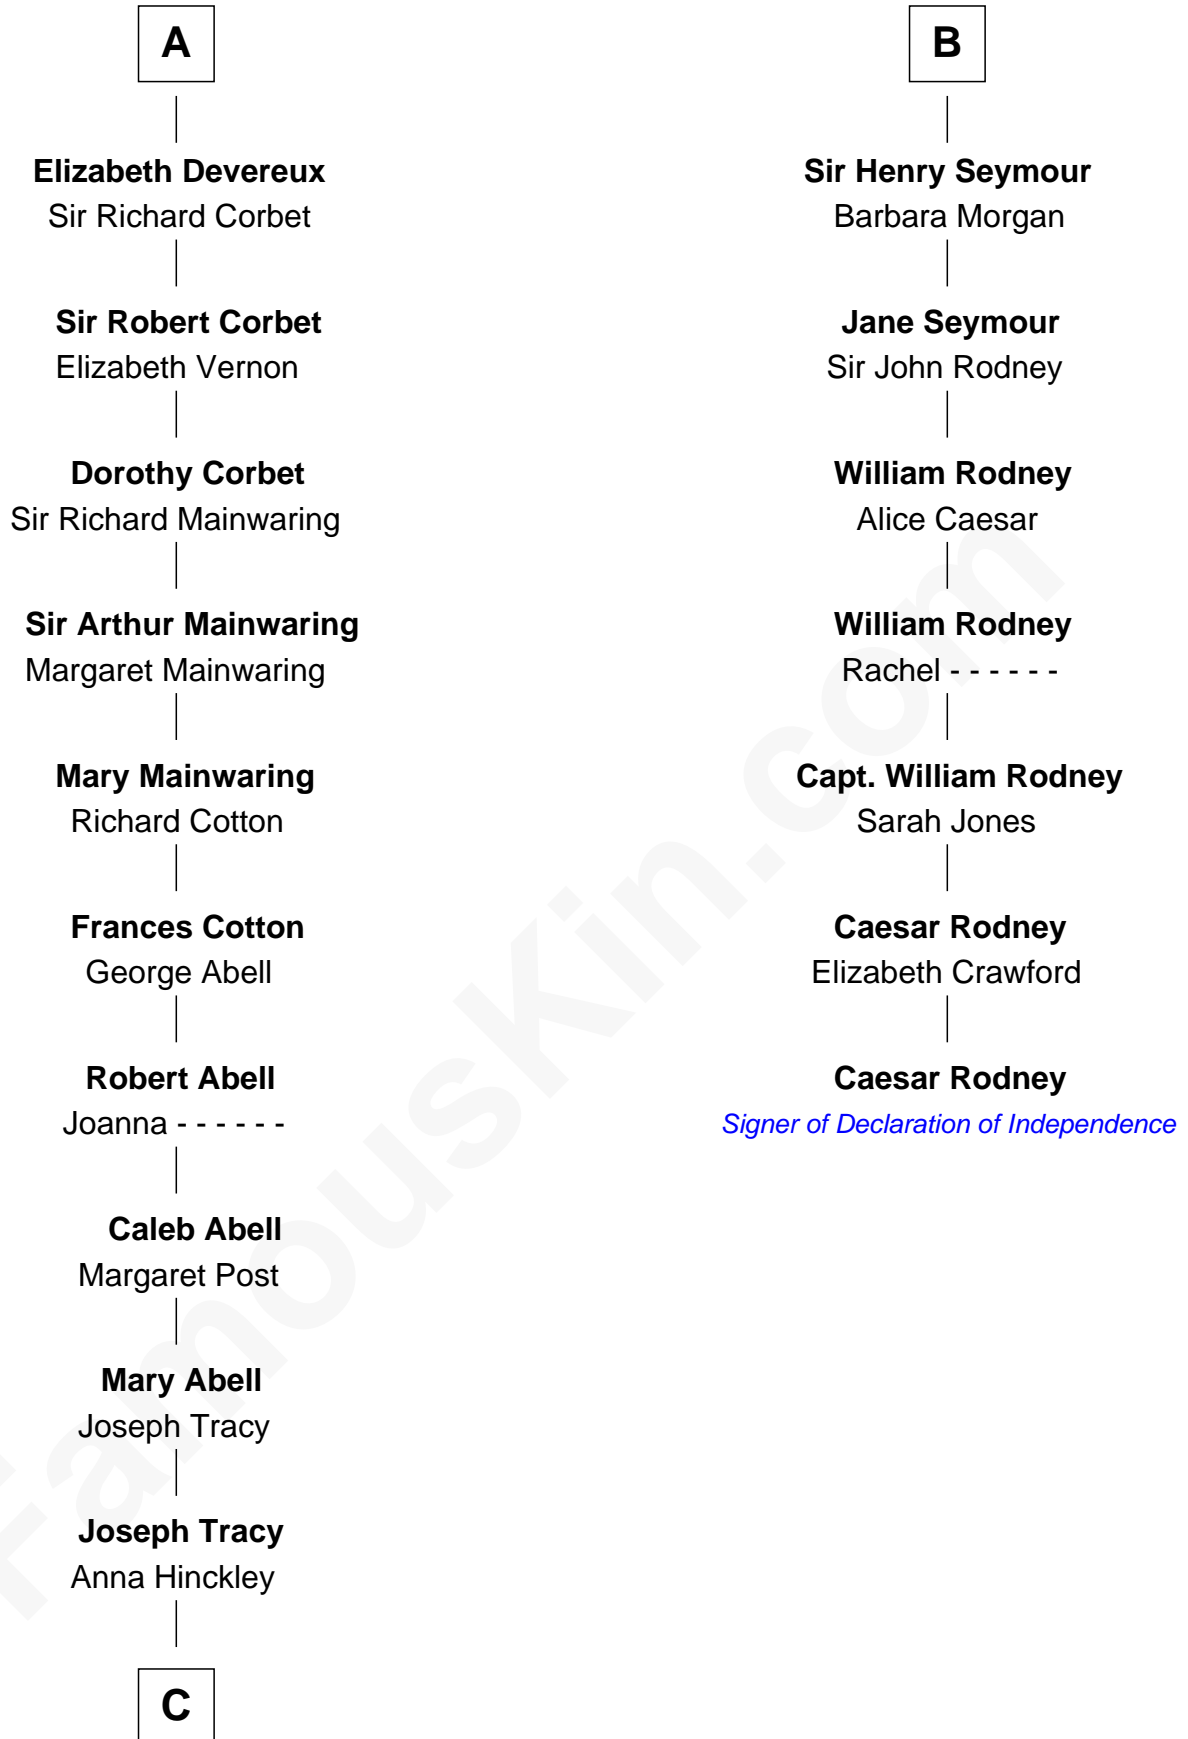 A
Elizabeth Devereux
Sir Richard Corbet
Sir Robert Corbet
Elizabeth Vernon
Dorothy Corbet
Sir Richard Mainwaring
Sir Arthur Mainwaring
Margaret Mainwaring
Mary Mainwaring
Richard Cotton
Frances Cotton
George Abell
Robert Abell
Joanna - - - - - -
Caleb Abell
Margaret Post
Mary Abell
Joseph Tracy
Joseph Tracy
Anna Hinckley
C
B
Sir Henry Seymour
Barbara Morgan
Jane Seymour
Sir John Rodney
William Rodney
Alice Caesar
William Rodney
Rachel - - - - - -
Capt. William Rodney
Sarah Jones
Caesar Rodney
Elizabeth Crawford
Caesar Rodney
Signer of Declaration of Independence
FamousKin.com